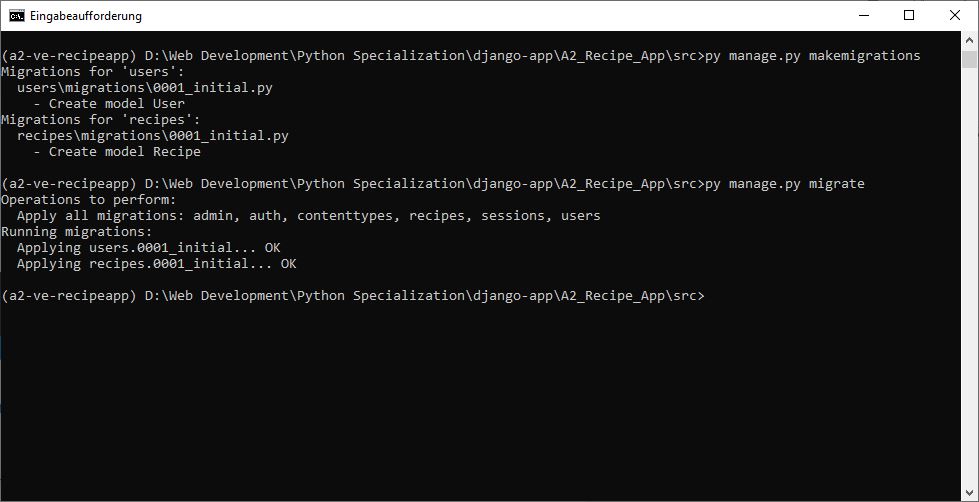 Eingabeaufforderung
(a2-ve-recipeapp) D:\Web Development\Python Specialization\django-app\A2_Recipe_App\src>py manage.py makemigrations
Migrations for 'users':
  users\migrations\0001_initial.py
    - Create model User
Migrations for 'recipes':
  recipes\migrations\0001_initial.py
    - Create model Recipe
(a2-ve-recipeapp) D:\Web Development\Python Specialization\django-app\A2_Recipe_App\src>py manage.py migrate
Operations to perform:
  Apply all migrations: admin, auth, contenttypes, recipes, sessions, users
Running migrations:
  Applying users.0001_initial... OK
  Applying recipes.0001_initial... OK
(a2-ve-recipeapp) D:\Web Development\Python Specialization\django-app\A2_Recipe_App\src>